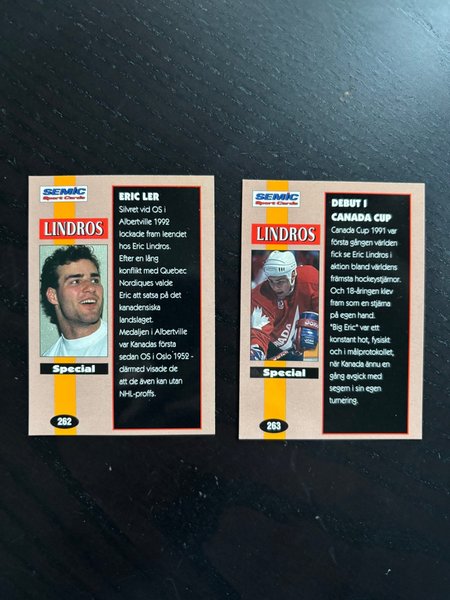 SEMIC
Sport Cards
LINDROS
Special
262
ERIC LER
Silvret vid OS i
Albertville 1992
lockade fram leendet
hos Eric Lindros.
Efter en lång
konflikt med Quebec
Nordiques valde
Eric att satsa på det
kanadensiska
landslaget.
Medaljen i Albertville
var Kanadas första
sedan OS i Oslo 1952 -
därmed visade de
att de även kan utan
NHL-proffs.
SEMIC
Sport Cards
LINDROS
Special
263
DEBUT I
CANADA CUP
Canada Cup 1991 var
första gången världen
fick se Eric Lindros i
aktion bland världens
främsta hockeystjärnor.
Och 18-åringen klev
fram som en stjärna
på egen hand.
"Big Eric" var ett
konstant hot, fysiskt
och i målprotokollet,
när Kanada ännu en
gång avgick med
segern i sin egen
turnering.